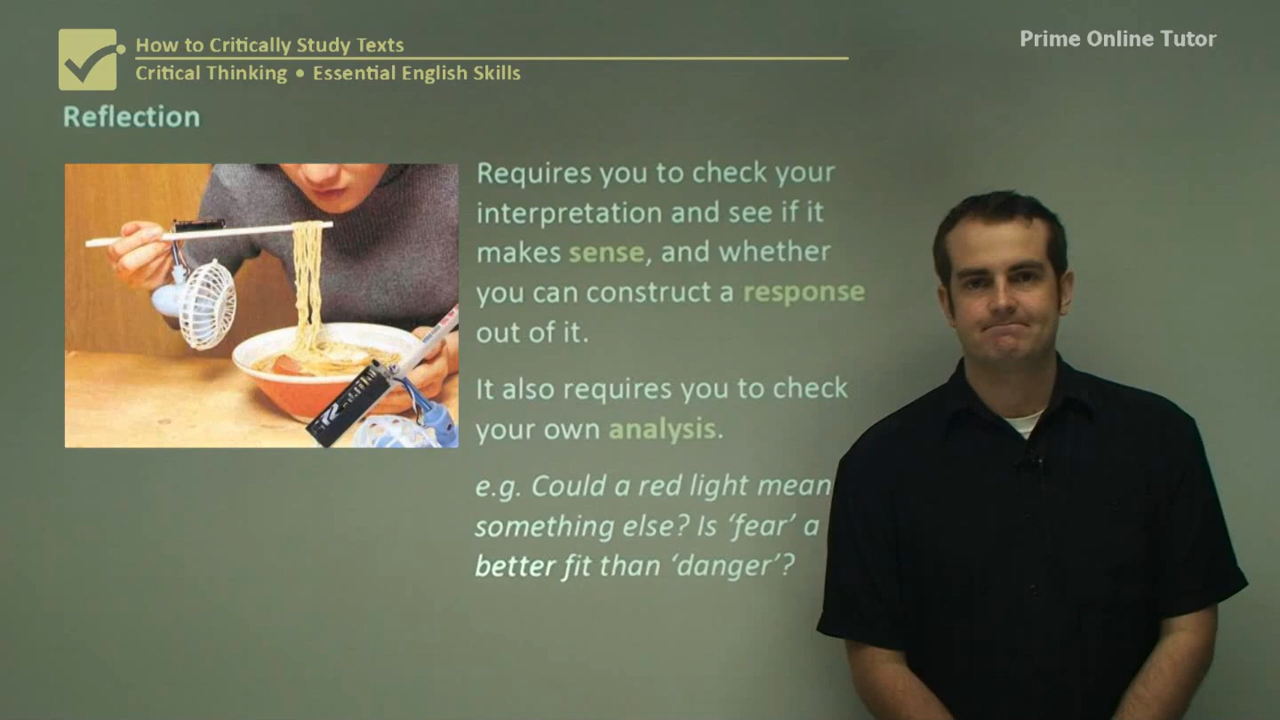 How to Critically Study Texts
Critical Thinking • Essential English Skills
Prime Online Tutor
Reflection
Requires you to check your
interpretation and see if it
makes sense, and whether
you can construct a response
out of it.
It also requires you to check
your own analysis.
e.g. Could a red light mean
something else? Is ‘fear’ a
better fit than ‘danger’?